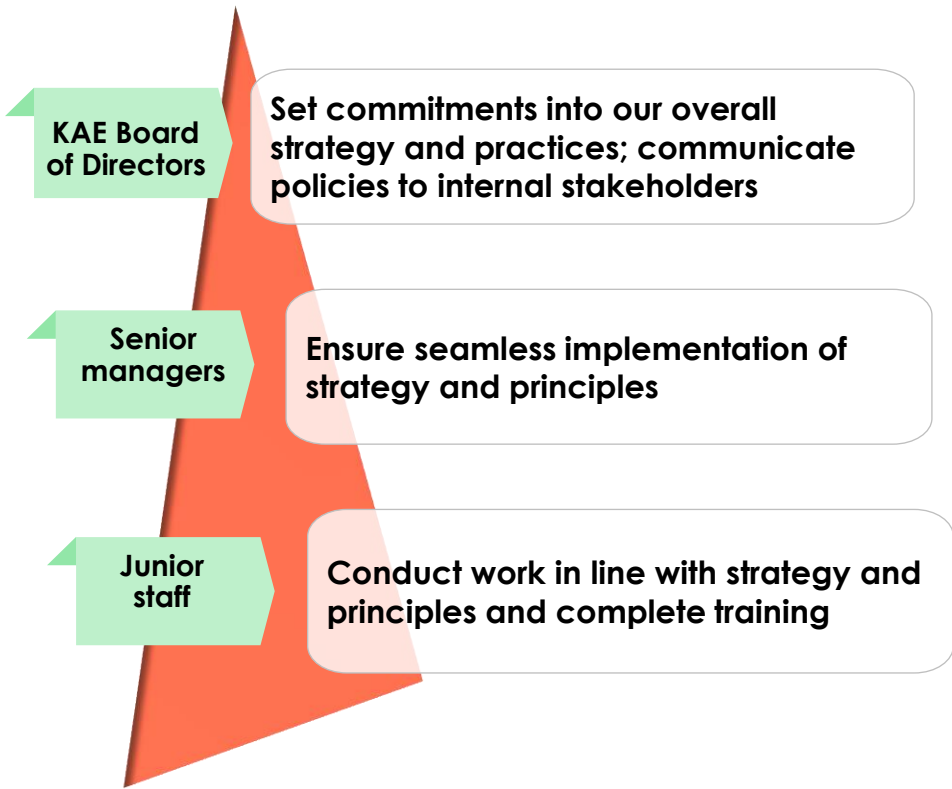 KAE Board
of Directors
Set commitments into our overall
strategy and practices; communicate
policies to internal stakeholders
Senior
managers
Ensure seamless implementation of
strategy and principles
Junior
staff
Conduct work in line with strategy and
principles and complete training